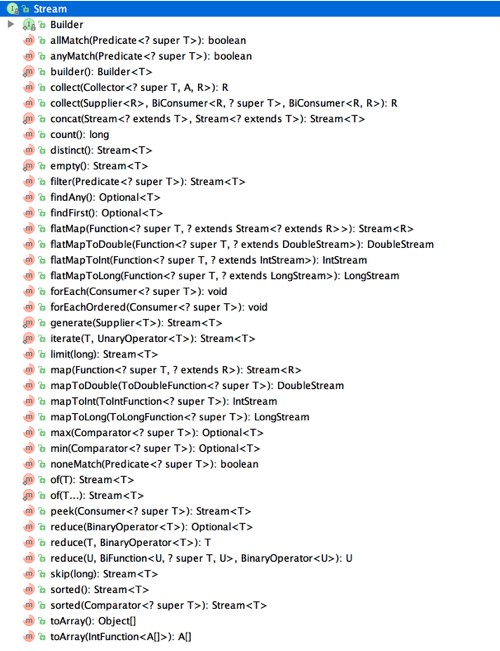 Stream
Builder
allMatch(Predicate<? super T>): boolean
anyMatch(Predicate<? super T>): boolean
builder(): Builder<T>
collect(Collector<? super T, A, R>): R
collect(Supplier<R>, BiConsumer<R, ? super T>, BiConsumer<R, R>): R
concat(Stream<? extends T>, Stream<? extends T>): Stream<T>
count(): long
distinct(): Stream<T>
empty(): Stream<T>
filter(Predicate<? super T>): Stream<T>
findAny(): Optional<T>
findFirst(): Optional<T>
flatMap(Function<? super T, ? extends Stream<? extends R>>): Stream<R>
flatMapToDouble(Function<? super T, ? extends DoubleStream>): DoubleStream
flatMapToInt(Function<? super T, ? extends IntStream>): IntStream
flatMapToLong(Function<? super T, ? extends LongStream>): LongStream
forEach(Consumer<? super T>): void
forEachOrdered(Consumer<? super T>): void
generate(Supplier<T>): Stream<T>
iterate(T, UnaryOperator<T>): Stream<T>
limit(long): Stream<T>
map(Function<? super T, ? extends R>): Stream<R>
mapToDouble(ToDoubleFunction<? super T>): DoubleStream
mapToInt(ToIntFunction<? super T>): IntStream
mapToLong(ToLongFunction<? super T>): LongStream
max(Comparator<? super T>): Optional<T>
min(Comparator<? super T>): Optional<T>
noneMatch(Predicate<? super T>): boolean
of(T): Stream<T>
of(T...): Stream<T>
peek(Consumer<? super T>): Stream<T>
reduce(BinaryOperator<T>): Optional<T>
reduce(T, BinaryOperator<T>): T
reduce(U, BiFunction<U, ? super T, U>, BinaryOperator<U>): U
skip(long): Stream<T>
sorted(): Stream<T>
sorted(Comparator<? super T>): Stream<T>
toArray(): Object[]
toArray(IntFunction<A[]>): A[]